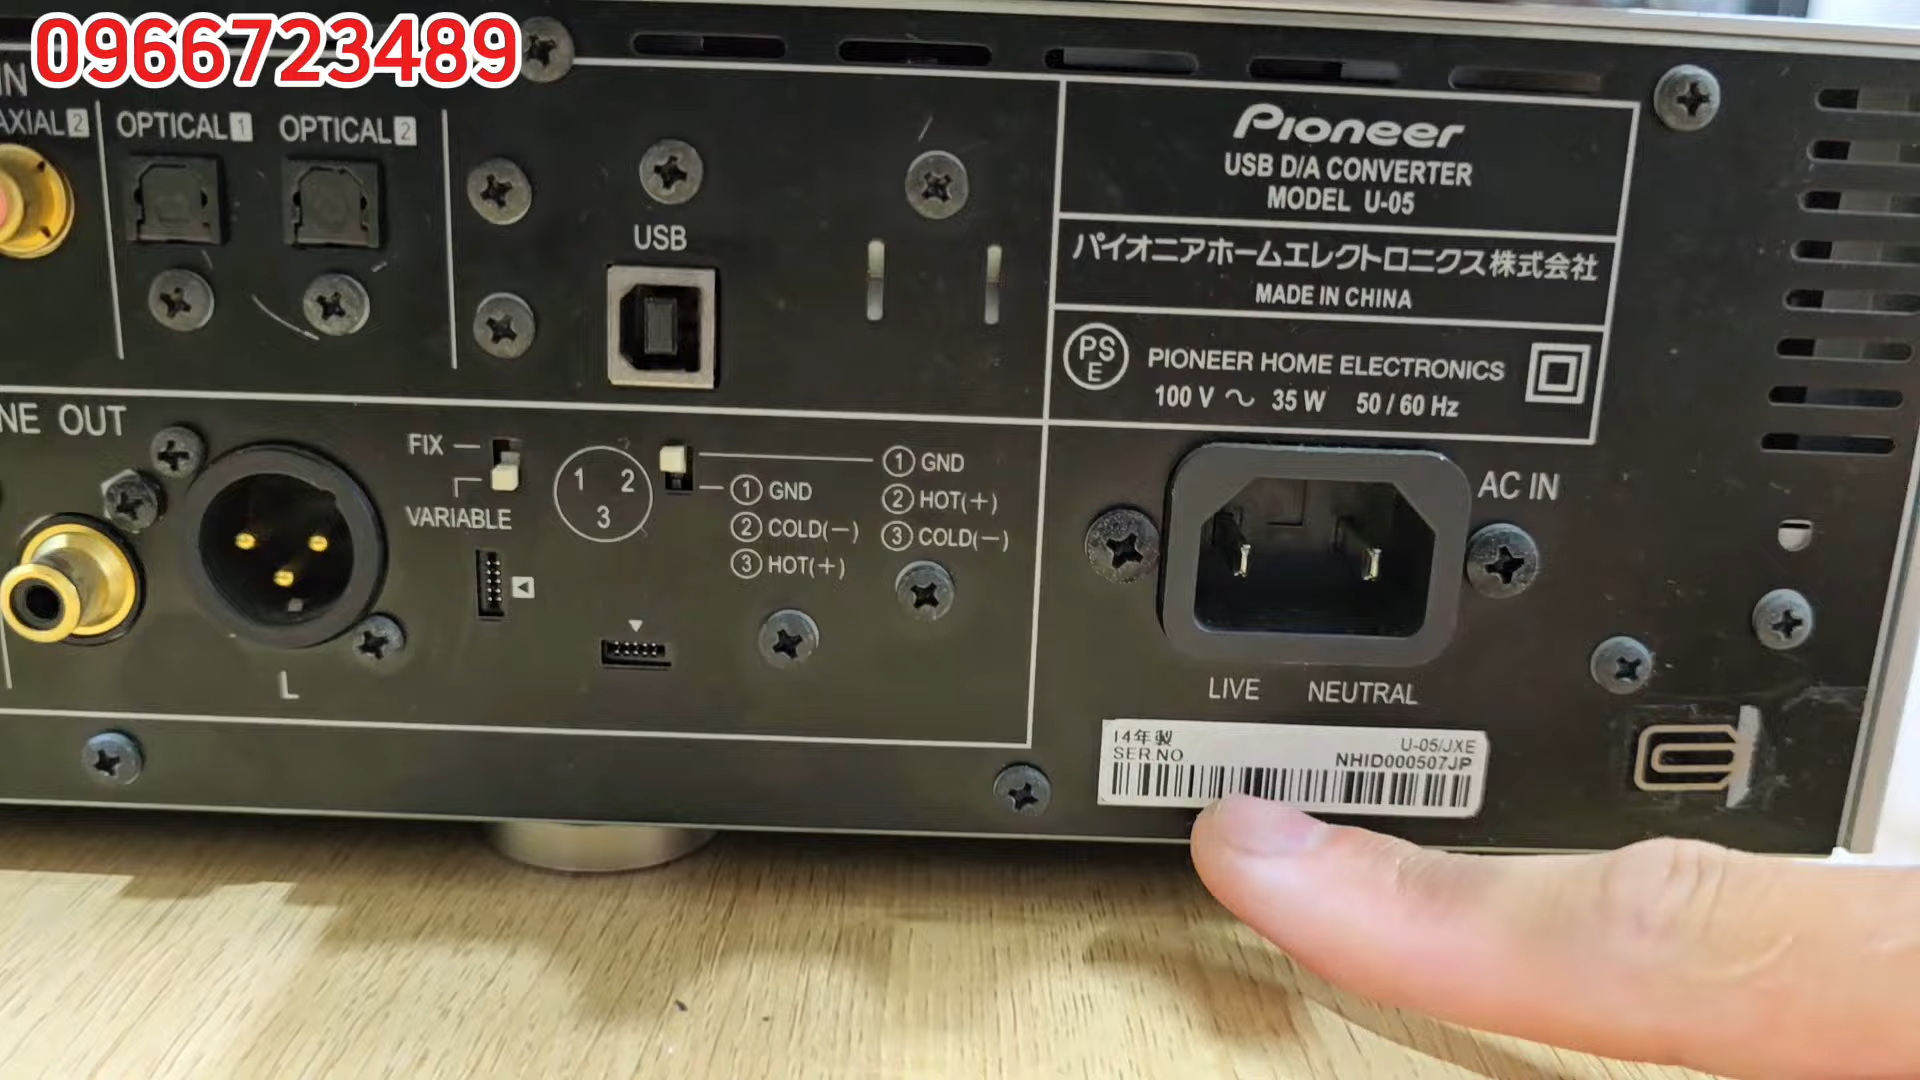 0966723489
IN
AXIAL 2
OPTICAL 1
OPTICAL 2
USB
Pioneer
USB D/A CONVERTER
MODEL U-05
パイオニアホームエレクトロニクス株式会社
MADE IN CHINA
PS
E
PIONEER HOME ELECTRONICS
100 V ～ 35 W 50 / 60 Hz
NE OUT
FIX
VARIABLE
1 2
3
① GND
② COLD(−)
③ HOT(+)
① GND
② HOT(+)
③ COLD(−)
AC IN
L
LIVE NEUTRAL
14年製
SER.NO
U-05/JXE
NHID000507JP